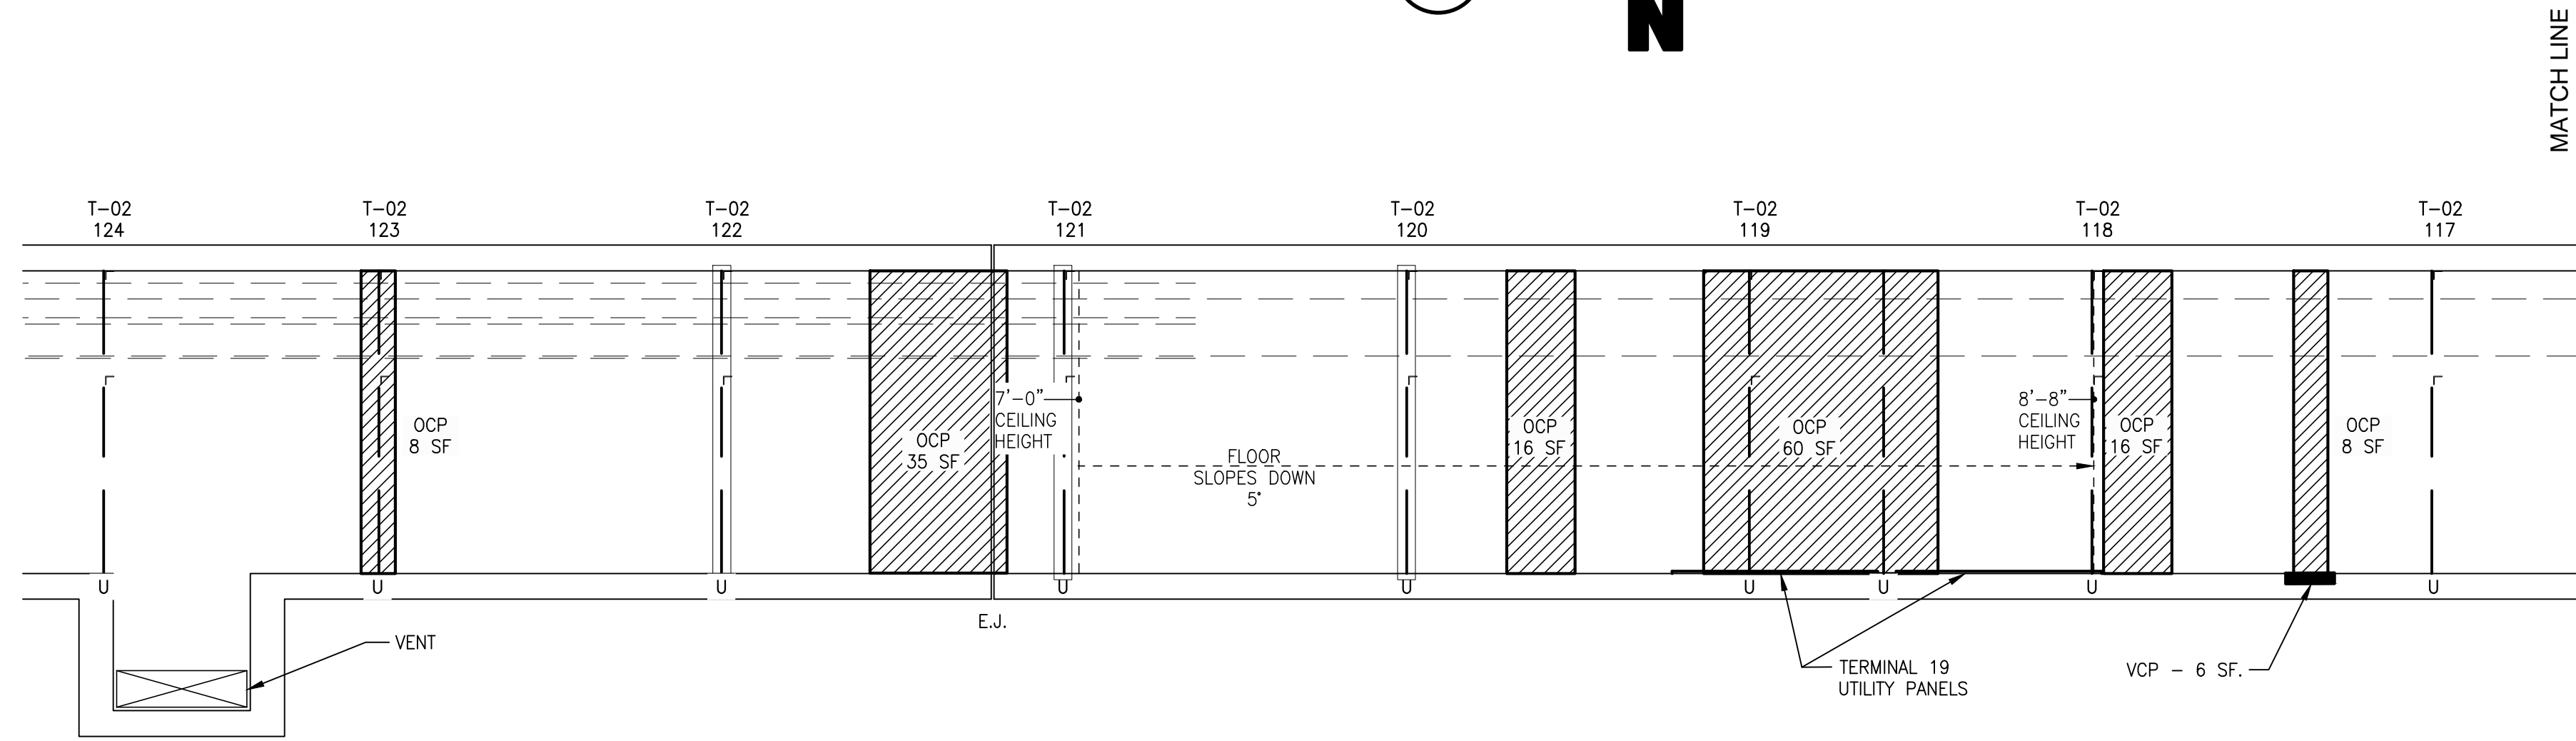 N
MATCH LINE
T-02
124
T-02
123
T-02
122
T-02
121
T-02
120
T-02
119
T-02
118
T-02
117
OCP
8 SF
OCP
35 SF
7'-0"
CEILING
HEIGHT
FLOOR
SLOPES DOWN
5°
OCP
16 SF
OCP
60 SF
8'-8"
CEILING
HEIGHT
OCP
16 SF
OCP
8 SF
U
U
U
U
U
U
U
U
U
E.J.
VENT
TERMINAL 19
UTILITY PANELS
VCP - 6 SF.